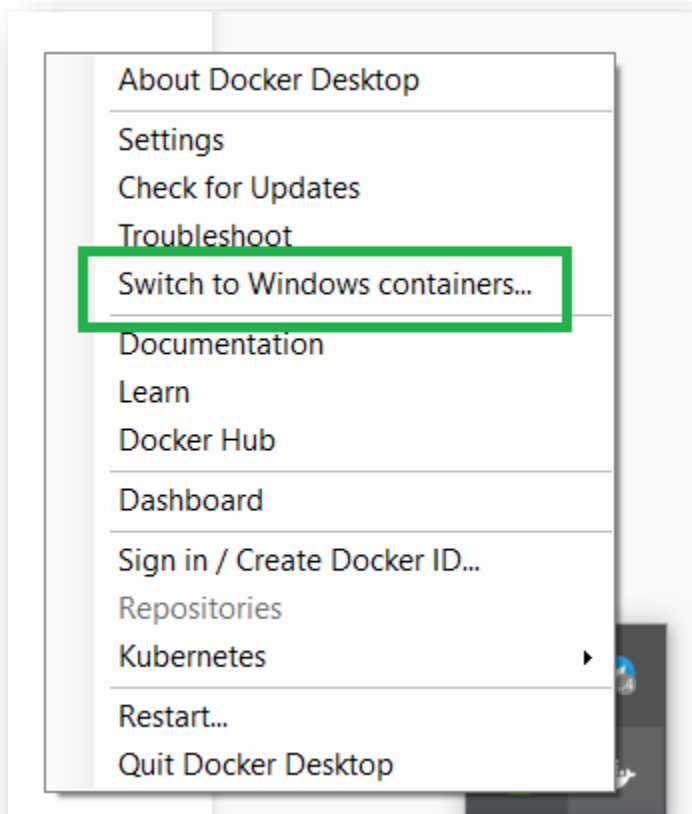 About Docker Desktop
Settings
Check for Updates
Troubleshoot
Switch to Windows containers...
Documentation
Learn
Docker Hub
Dashboard
Sign in / Create Docker ID...
Repositories
Kubernetes
Restart...
Quit Docker Desktop